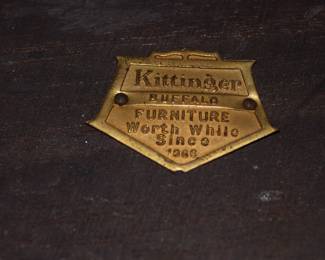 Kittinger
BUFFALO
FURNITURE
Worth While
Since
1866